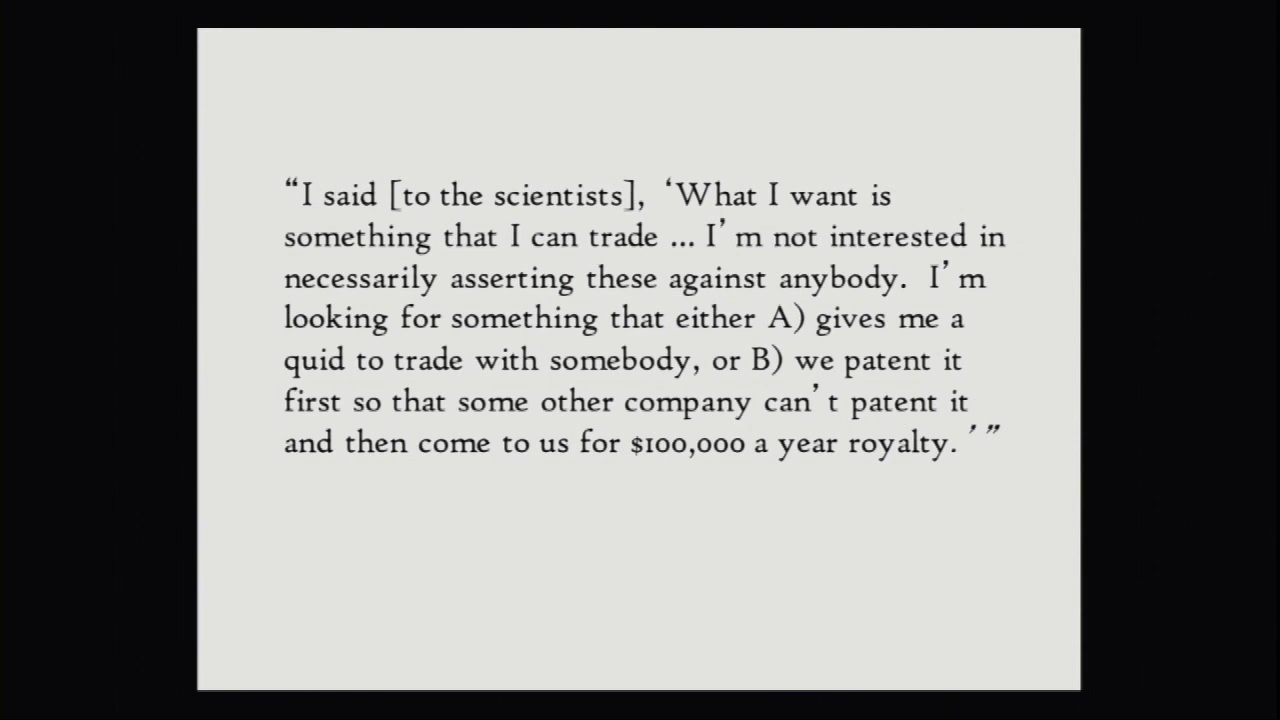 “I said [to the scientists], ‘What I want is
something that I can trade ... I’m not interested in
necessarily asserting these against anybody. I’m
looking for something that either A) gives me a
quid to trade with somebody, or B) we patent it
first so that some other company can’t patent it
and then come to us for $100,000 a year royalty.’”